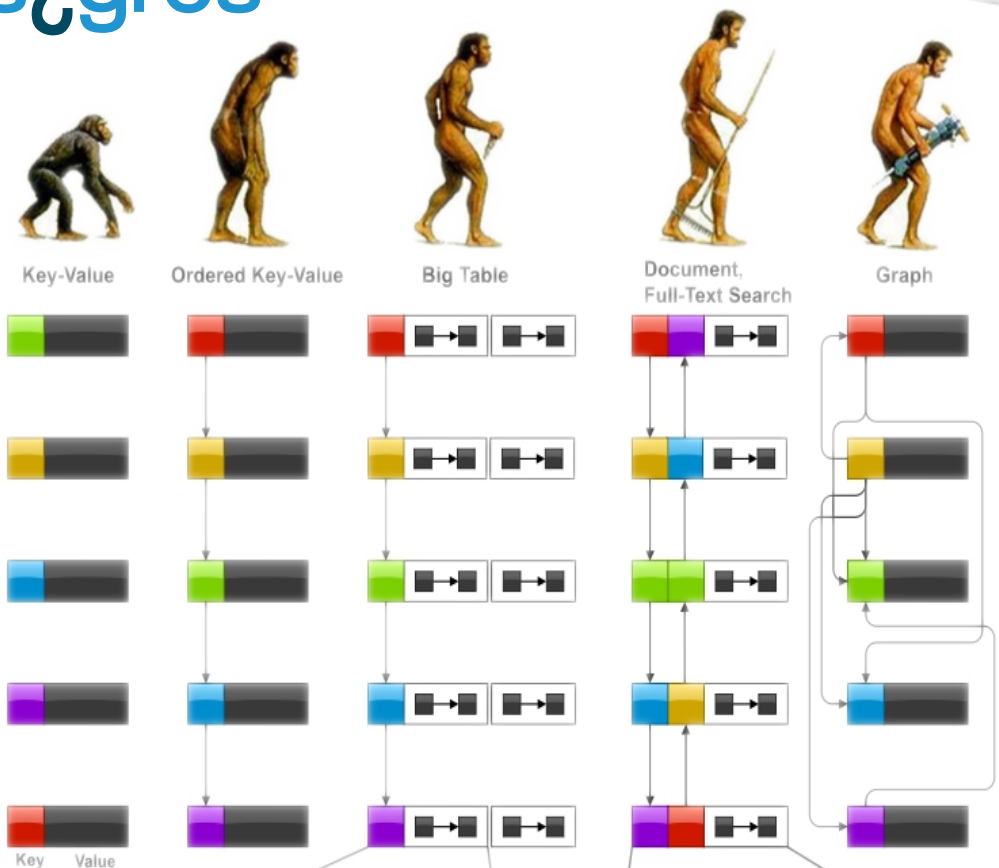 Key-Value
Ordered Key-Value
Big Table
Document,
Full-Text Search
Graph
Key
Value